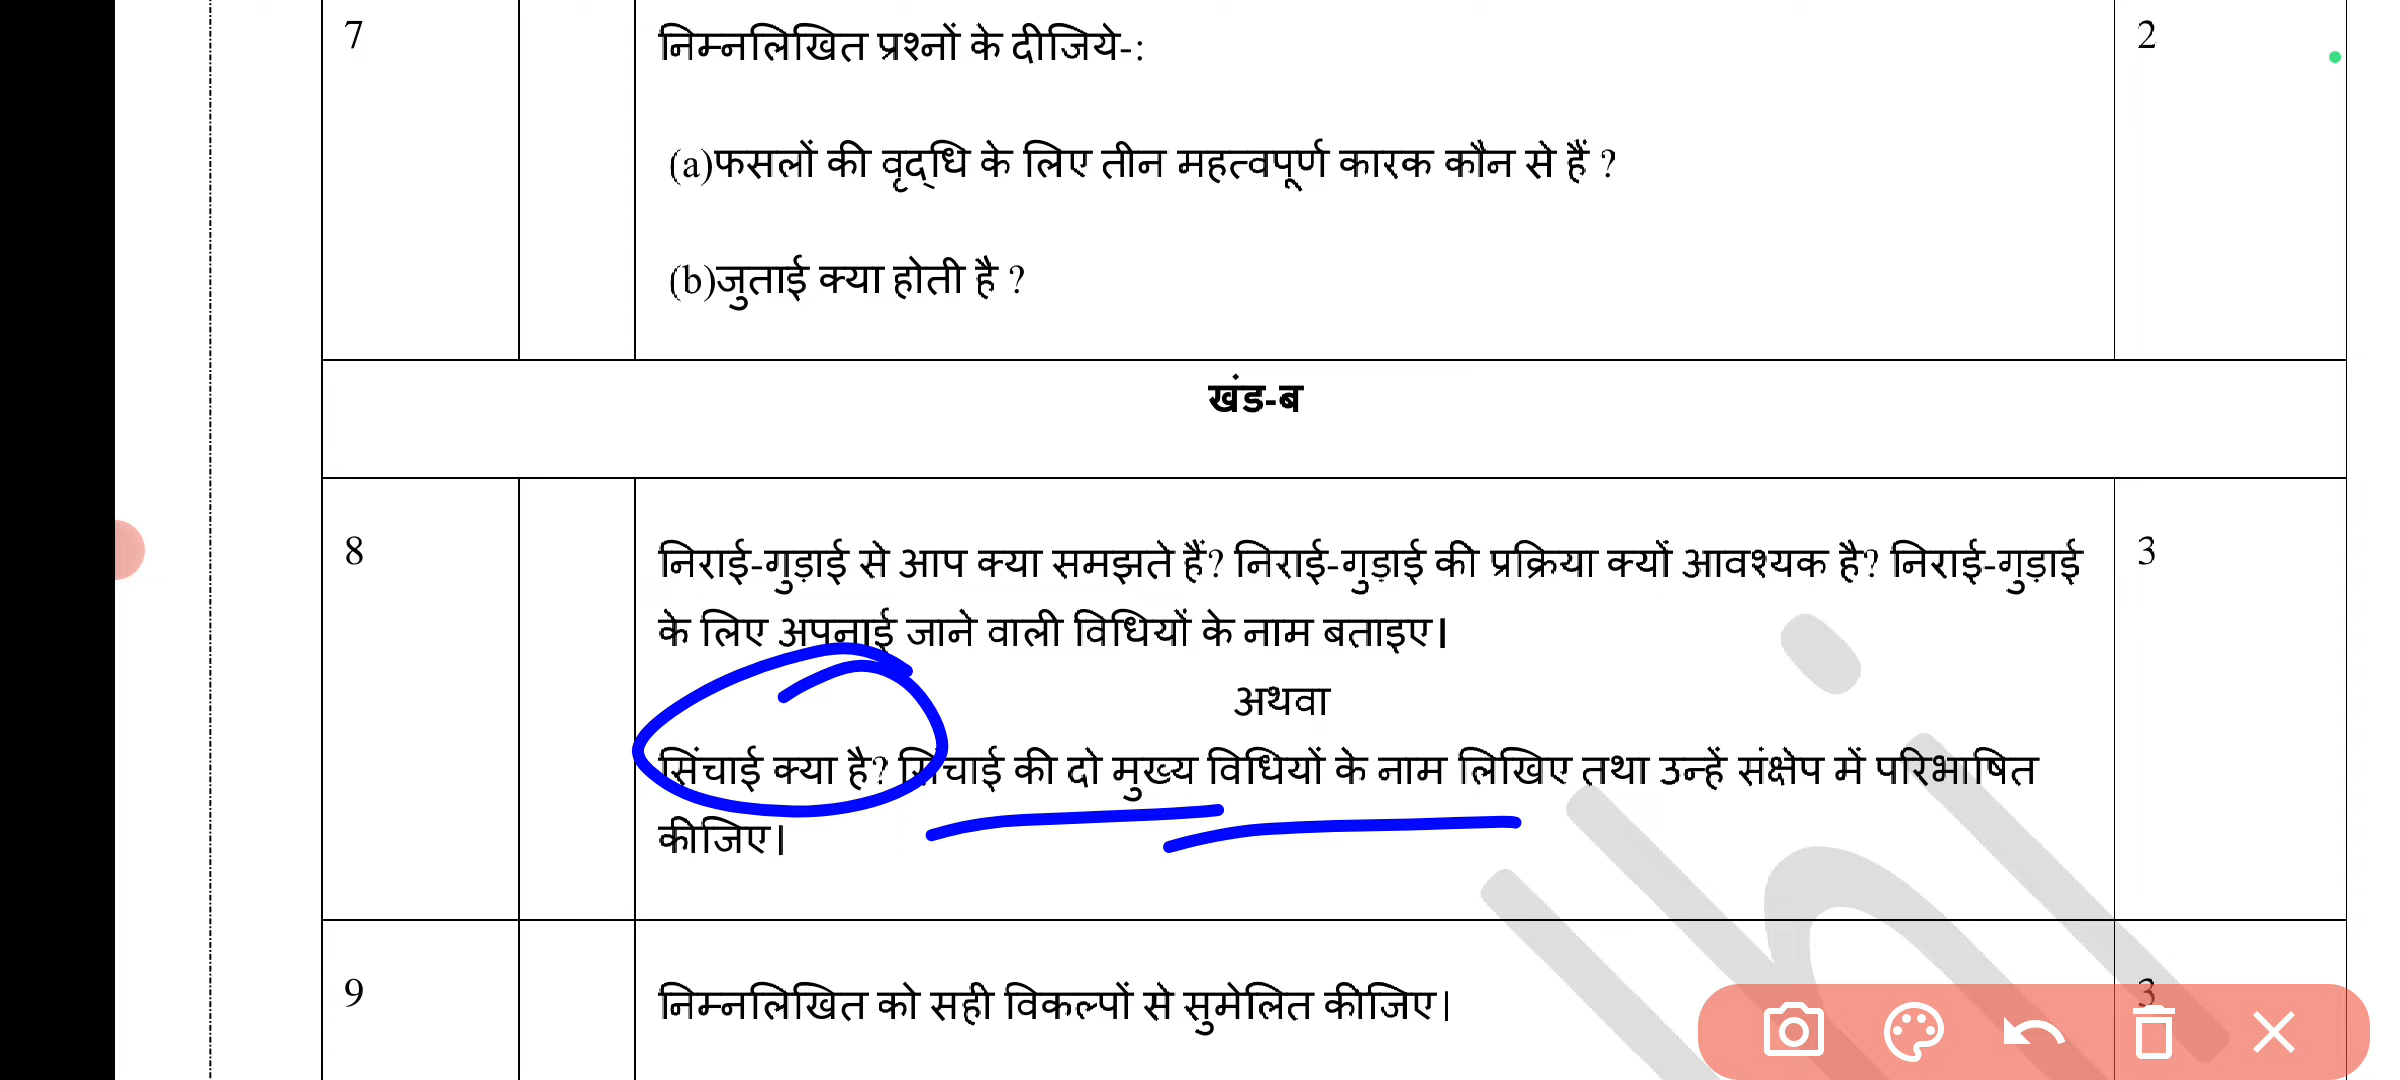 7
निम्नलिखित प्रश्नों के दीजिये-:
2
(a)फसलों की वृद्धि के लिए तीन महत्वपूर्ण कारक कौन से हैं ?
(b)जुताई क्या होती है ?
खंड-ब
8
निराई-गुड़ाई से आप क्या समझते हैं? निराई-गुड़ाई की प्रक्रिया क्यों आवश्यक है? निराई-गुड़ाई
3
के लिए अपनाई जाने वाली विधियों के नाम बताइए।
अथवा
सिंचाई क्या है? सिंचाई की दो मुख्य विधियों के नाम लिखिए तथा उन्हें संक्षेप में परिभाषित
कीजिए।
9
निम्नलिखित को सही विकल्पों से सुमेलित कीजिए।
3